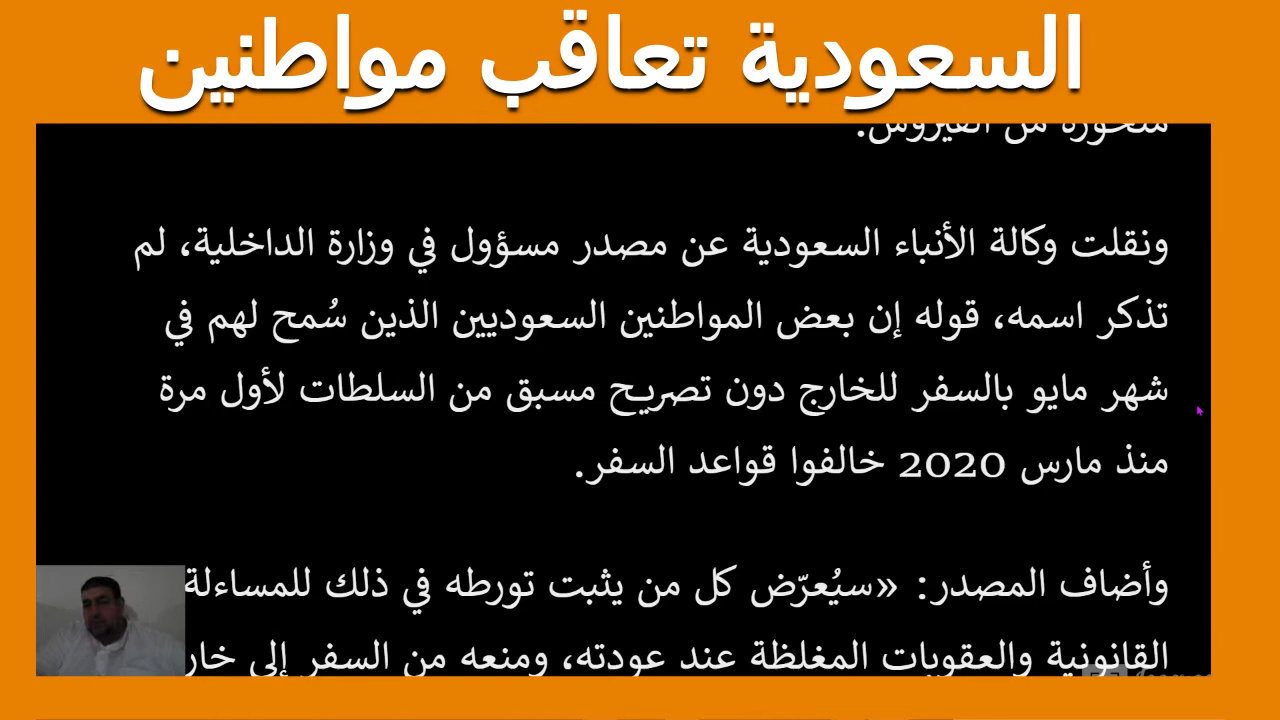 السعودية تعاقب مواطنين
متحورة من الفيروس.
ونقلت وكالة الأنباء السعودية عن مصدر مسؤول في وزارة الداخلية، لم
تذكر اسمه، قوله إن بعض المواطنين السعوديين الذين سُمح لهم في
شهر مايو بالسفر للخارج دون تصريح مسبق من السلطات لأول مرة
منذ مارس 2020 خالفوا قواعد السفر.
وأضاف المصدر: «سيُعرّض كل من يثبت تورطه في ذلك للمساءلة
القانونية والعقوبات المغلظة عند عودته، ومنعه من السفر إلى